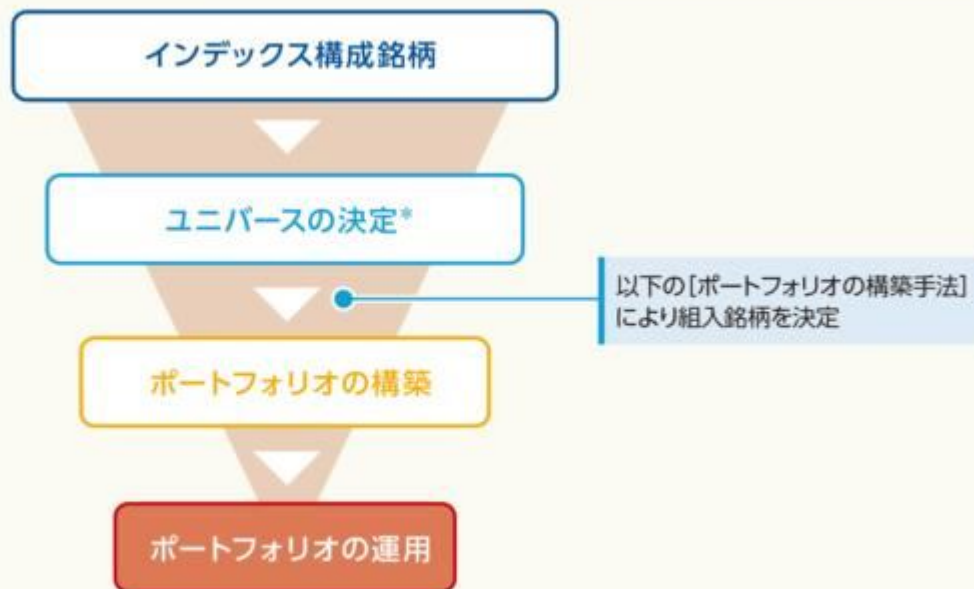 インデックス構成銘柄
ユニバースの決定*
以下の[ポートフォリオの構築手法]
により組入銘柄を決定
ポートフォリオの構築
ポートフォリオの運用